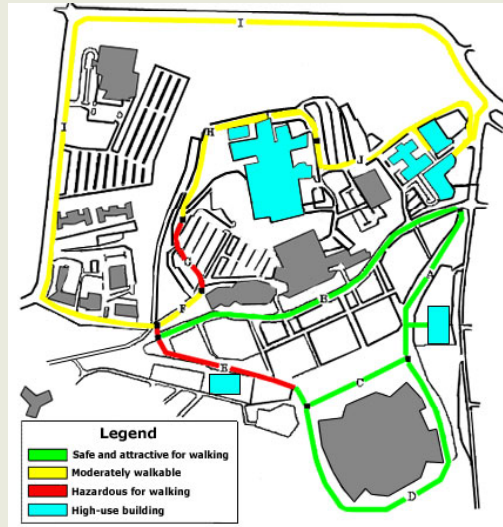 I
I
H
J
G
A
F
B
E
C
D
Legend
Safe and attractive for walking
Moderately walkable
Hazardous for walking
High-use building